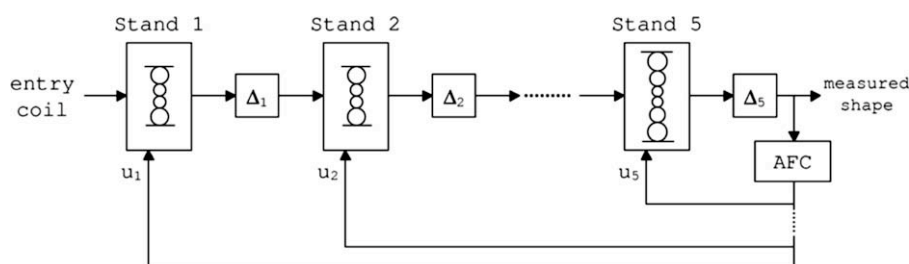 Stand 1
Stand 2
Stand 5
entry
coil
Δ₁
Δ₂
Δ₅
measured
shape
AFC
u₁
u₂
u₅